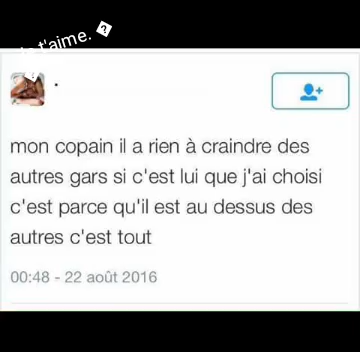 t'aime.
mon copain il a rien à craindre des
autres gars si c'est lui que j'ai choisi
c'est parce qu'il est au dessus des
autres c'est tout
00:48 - 22 août 2016